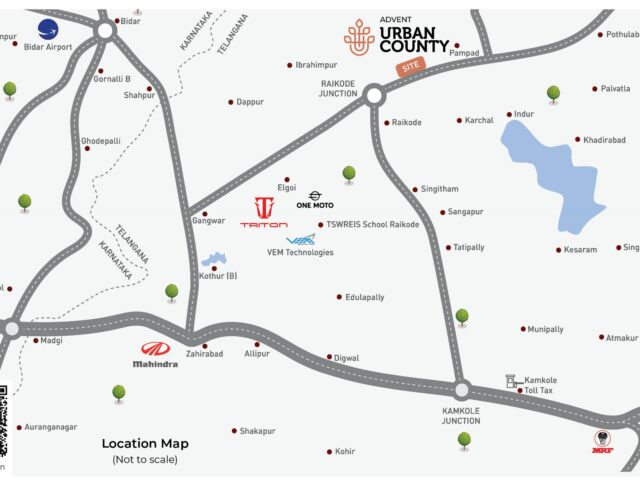 Bidar
npur
Bidar Airport
KARNATAKA
TELANGANA
ADVENT
URBAN
COUNTY
Pampad
Pothulab
SITE
Gornalli B
Shahpur
Ibrahimpur
RAIKODE
JUNCTION
Dappur
Palvatla
Raikode
Karchal
Indur
Ghodepalli
Khadirabad
Elgoi
ONE MOTO
Singitham
Gangwar
TRITON
TSWREIS School Raikode
Sangapur
TELANGANA
KARNATAKA
VEM
VEM Technologies
Tatipally
Kesaram
Sing
Kothur (B)
ol
Edulapally
Munipally
Atmakur
Madgi
Mahindra
Zahirabad
Allipur
Digwal
Kamkole
Toll Tax
KAMKOLE
JUNCTION
Auranganagar
Shakapur
MRF
Location Map
(Not to scale)
Kohir
n